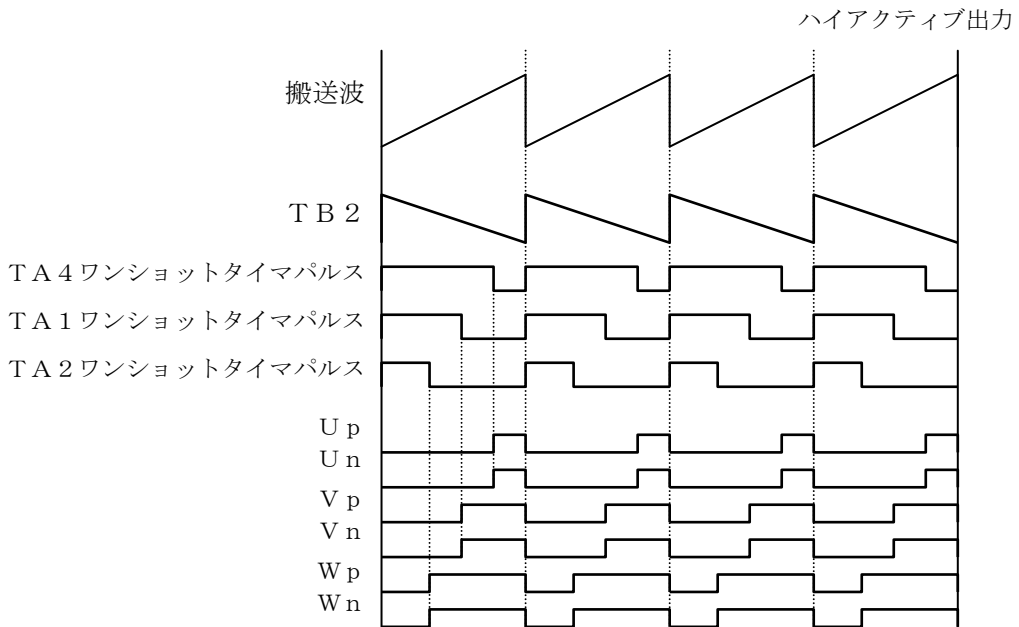 ハイアクティブ出力
搬送波
ＴＢ２
ＴＡ４ワンショットタイマパルス
ＴＡ１ワンショットタイマパルス
ＴＡ２ワンショットタイマパルス
Ｕｐ
Ｕｎ
Ｖｐ
Ｖｎ
Ｗｐ
Ｗｎ